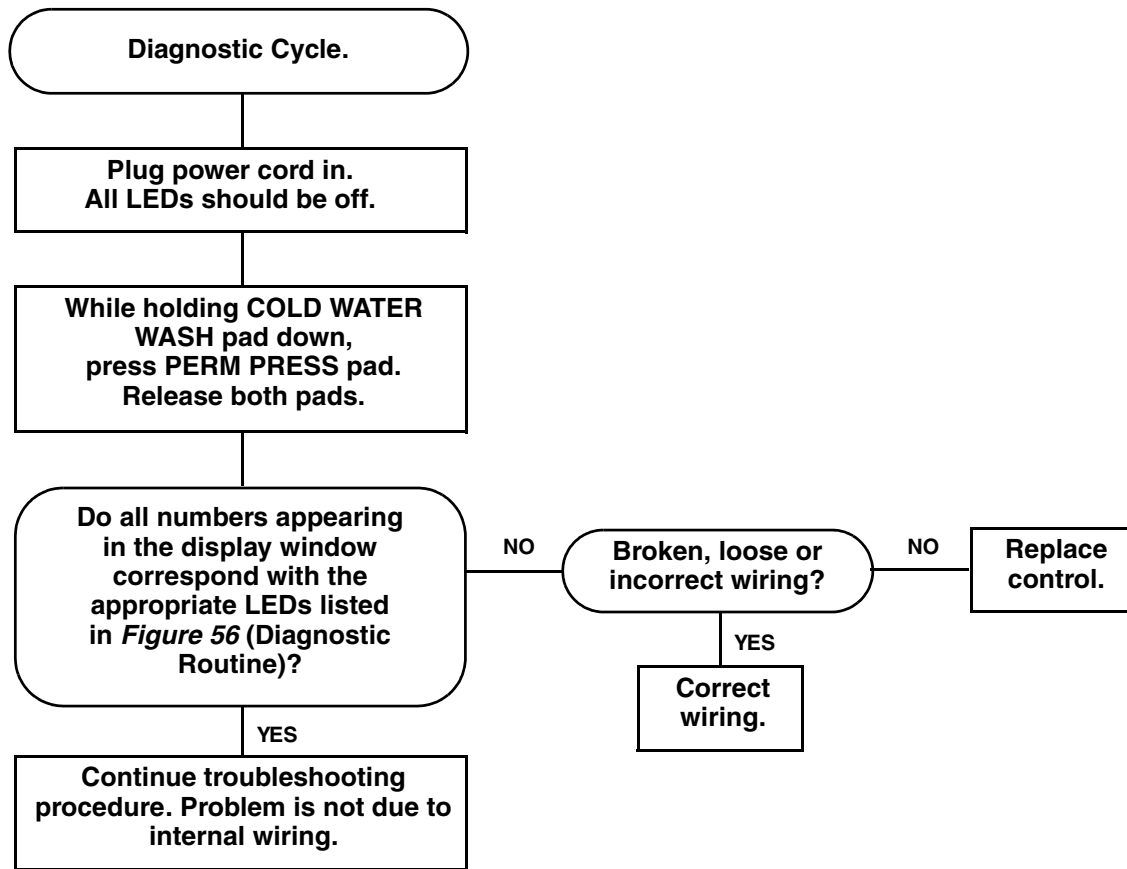 Diagnostic Cycle.
Plug power cord in.
All LEDs should be off.
While holding COLD WATER
WASH pad down,
press PERM PRESS pad.
Release both pads.
Do all numbers appearing
in the display window
correspond with the
appropriate LEDs listed
in Figure 56 (Diagnostic
Routine)?
NO
Broken, loose or
incorrect wiring?
NO
Replace
control.
YES
Correct
wiring.
YES
Continue troubleshooting
procedure. Problem is not due to
internal wiring.